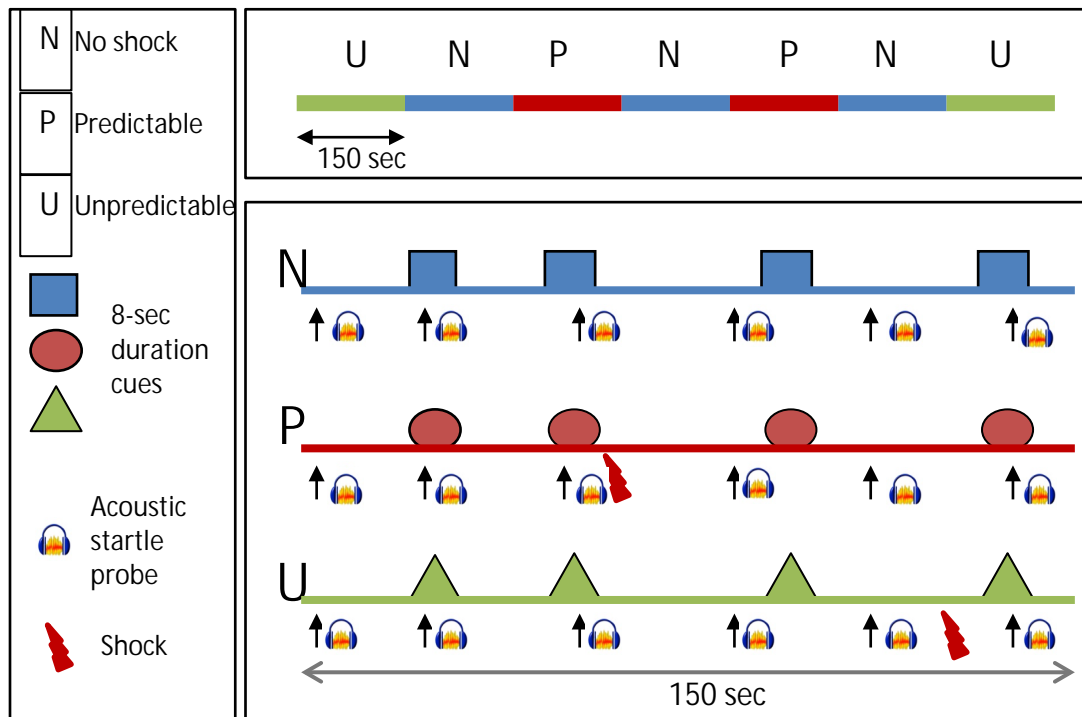 N No shock
P Predictable
U Unpredictable
8-sec
duration
cues
Acoustic
startle
probe
Shock
U N P N P N U
150 sec
N
P
U
150 sec